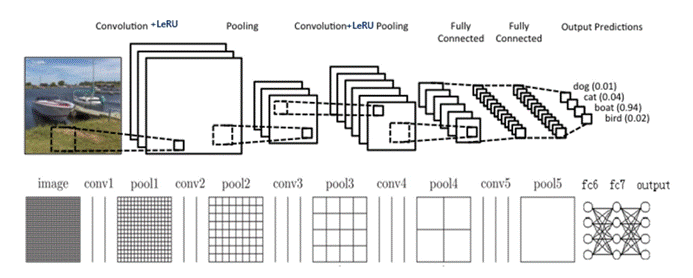 Convolution +LeRU Pooling Convolution+LeRU Pooling Fully Connected Fully Connected Output Predictions
dog (0.01)
cat (0.04)
boat (0.94)
bird (0.02)
image conv1 pool1 conv2 pool2 conv3 pool3 conv4 pool4 conv5 pool5 fc6 fc7 output